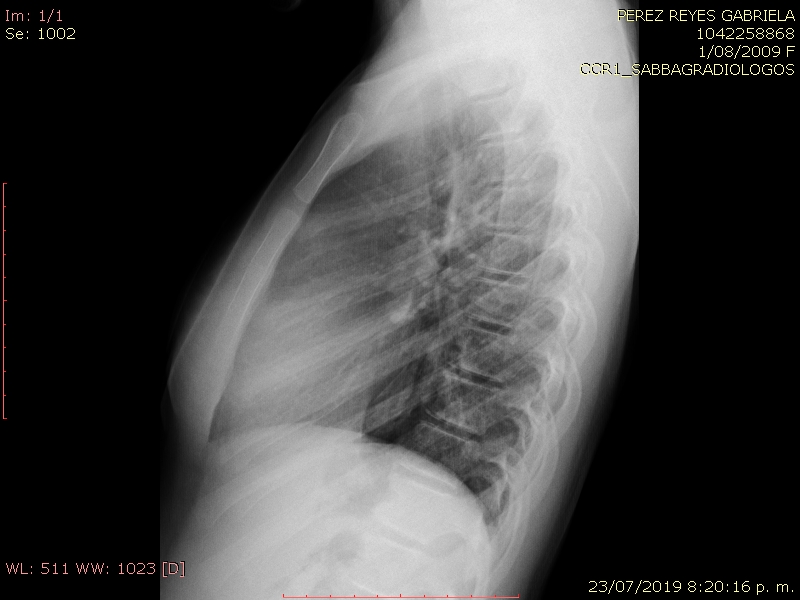 Im: 1/1
Se: 1002
PEREZ REYES GABRIELA
1042258868
1/08/2009 F
CCR1_SABBAGRADIOLOGOS
WL: 511 WW: 1023 [D]
23/07/2019 8:20:16 p. m.